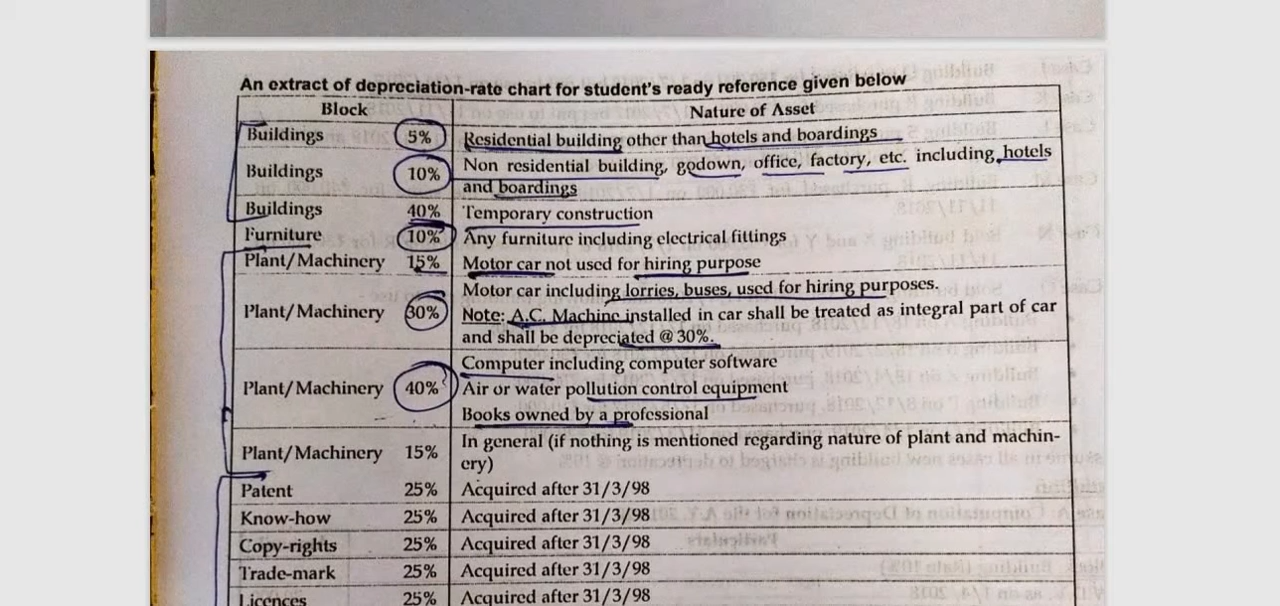 An extract of depreciation-rate chart for student's ready reference given below
Block Nature of Asset
Buildings 5% Residential building other than hotels and boardings
Buildings 10% Non residential building, godown, office, factory, etc. including hotels
and boardings
Buildings 40% Temporary construction
Furniture 10% Any furniture including electrical fittings
Plant/Machinery 15% Motor car not used for hiring purpose
Motor car including lorries, buses, used for hiring purposes.
Plant/Machinery 30% Note: A.C. Machine installed in car shall be treated as integral part of car
and shall be depreciated @ 30%.
Computer including computer software
Plant/Machinery 40% Air or water pollution control equipment
Books owned by a professional
In general (if nothing is mentioned regarding nature of plant and machin-
Plant/Machinery 15% ery)
Patent 25% Acquired after 31/3/98
Know-how 25% Acquired after 31/3/98
Copy-rights 25% Acquired after 31/3/98
Trade-mark 25% Acquired after 31/3/98
Licences 25% Acquired after 31/3/98